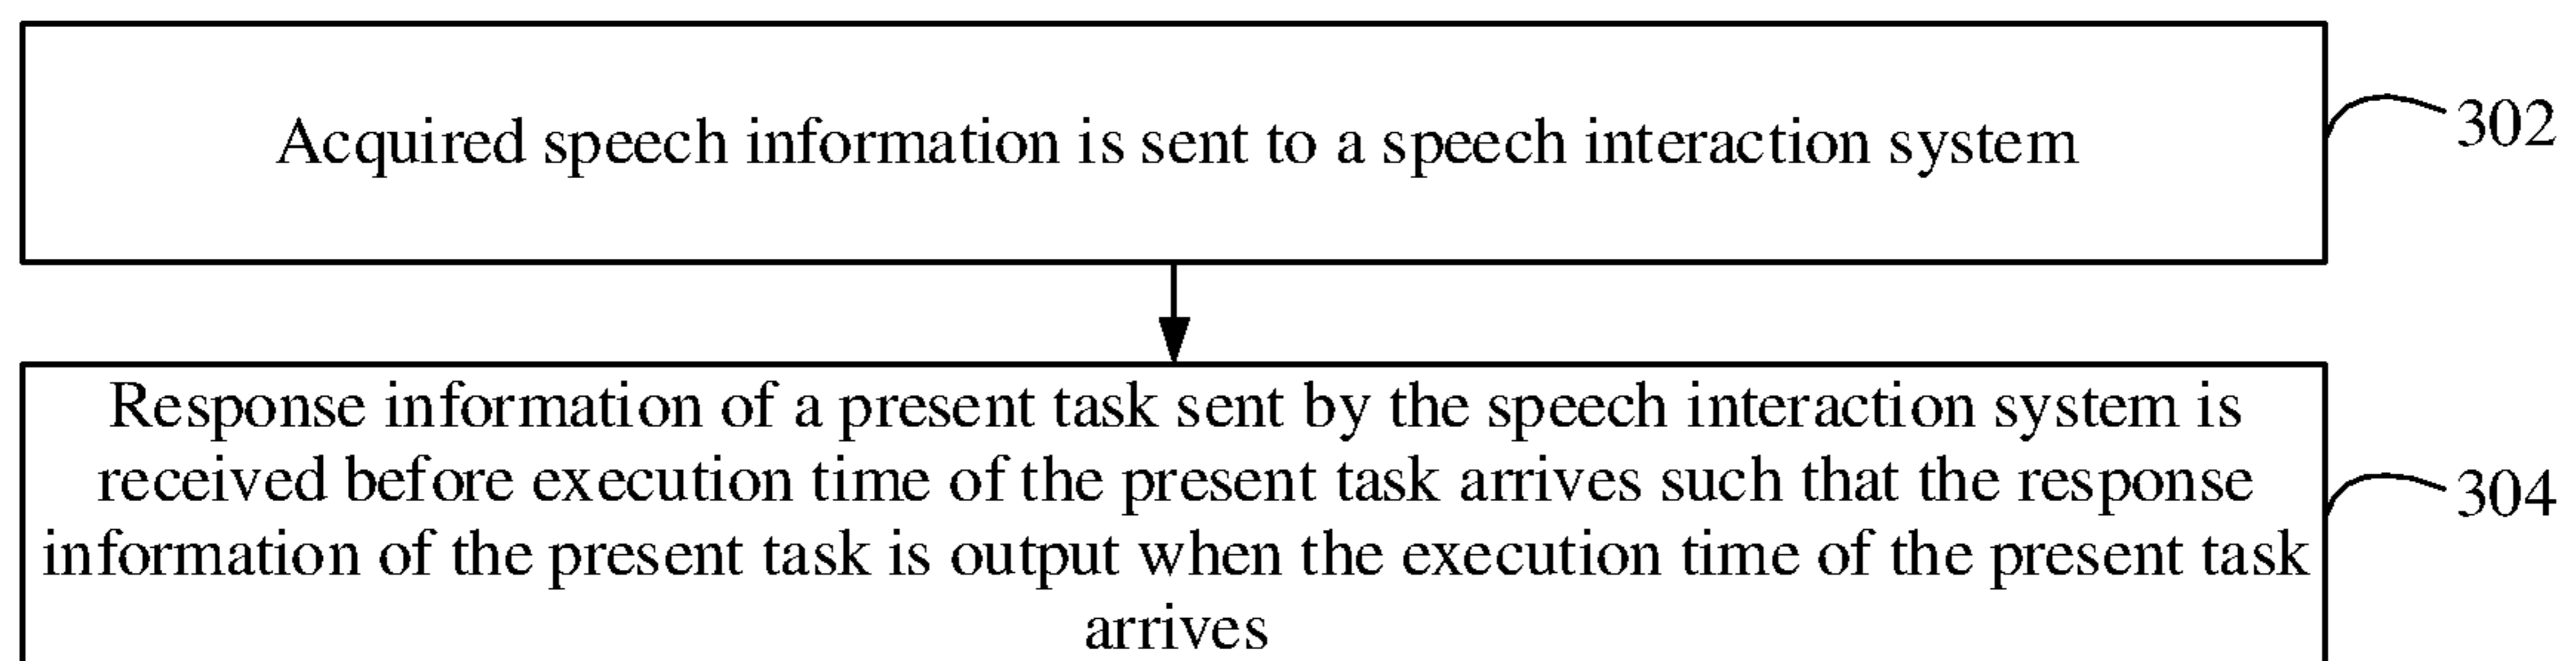 Acquired speech information is sent to a speech interaction system
302
Response information of a present task sent by the speech interaction system is
received before execution time of the present task arrives such that the response
information of the present task is output when the execution time of the present task
arrives
304